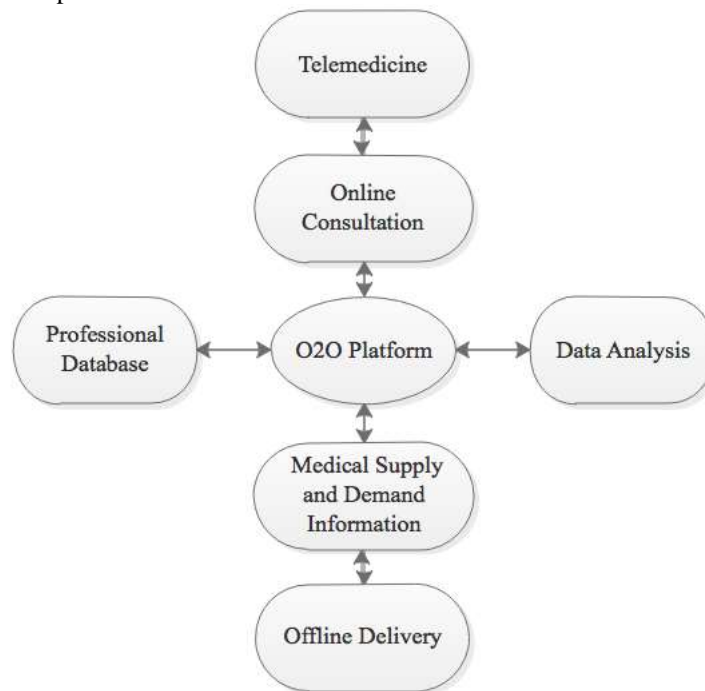 Telemedicine
Online
Consultation
Professional
Database
O2O Platform
Data Analysis
Medical Supply
and Demand
Information
Offline Delivery